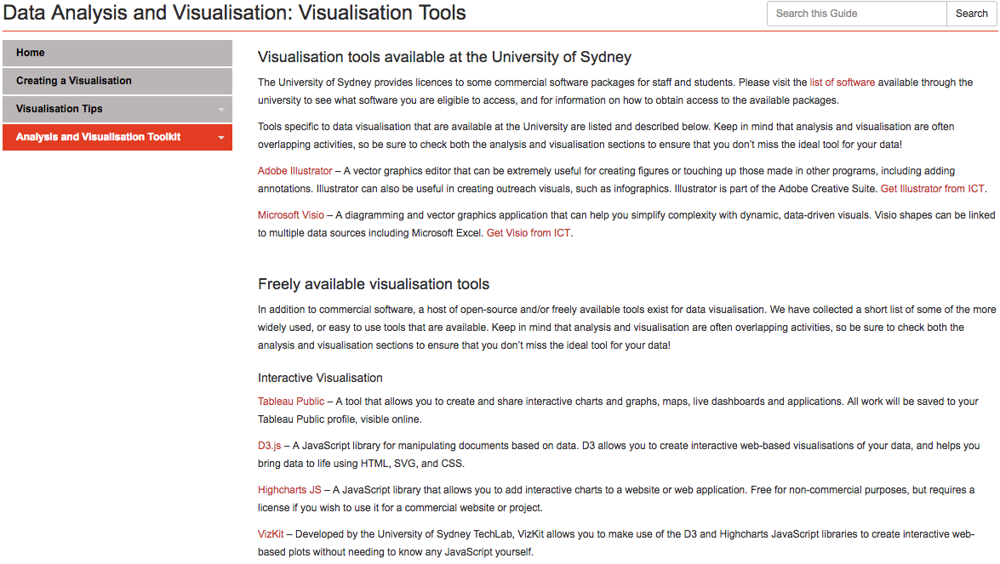 Data Analysis and Visualisation: Visualisation Tools
Search this Guide
Search
Home
Creating a Visualisation
Visualisation Tips
Analysis and Visualisation Toolkit
Visualisation tools available at the University of Sydney
The University of Sydney provides licences to some commercial software packages for staff and students. Please visit the list of software available through the
university to see what software you are eligible to access, and for information on how to obtain access to the available packages.
Tools specific to data visualisation that are available at the University are listed and described below. Keep in mind that analysis and visualisation are often
overlapping activities, so be sure to check both the analysis and visualisation sections to ensure that you don’t miss the ideal tool for your data!
Adobe Illustrator – A vector graphics editor that can be extremely useful for creating figures or touching up those made in other programs, including adding
annotations. Illustrator can also be useful in creating outreach visuals, such as infographics. Illustrator is part of the Adobe Creative Suite. Get Illustrator from ICT.
Microsoft Visio – A diagramming and vector graphics application that can help you simplify complexity with dynamic, data-driven visuals. Visio shapes can be linked
to multiple data sources including Microsoft Excel. Get Visio from ICT.
Freely available visualisation tools
In addition to commercial software, a host of open-source and/or freely available tools exist for data visualisation. We have collected a short list of some of the more
widely used, or easy to use tools that are available. Keep in mind that analysis and visualisation are often overlapping activities, so be sure to check both the
analysis and visualisation sections to ensure that you don’t miss the ideal tool for your data!
Interactive Visualisation
Tableau Public – A tool that allows you to create and share interactive charts and graphs, maps, live dashboards and applications. All work will be saved to your
Tableau Public profile, visible online.
D3.js – A JavaScript library for manipulating documents based on data. D3 allows you to create interactive web-based visualisations of your data, and helps you
bring data to life using HTML, SVG, and CSS.
Highcharts JS – A JavaScript library that allows you to add interactive charts to a website or web application. Free for non-commercial purposes, but requires a
license if you wish to use it for a commercial website or project.
VizKit – Developed by the University of Sydney TechLab, VizKit allows you to make use of the D3 and Highcharts JavaScript libraries to create interactive web-
based plots without needing to know any JavaScript yourself.